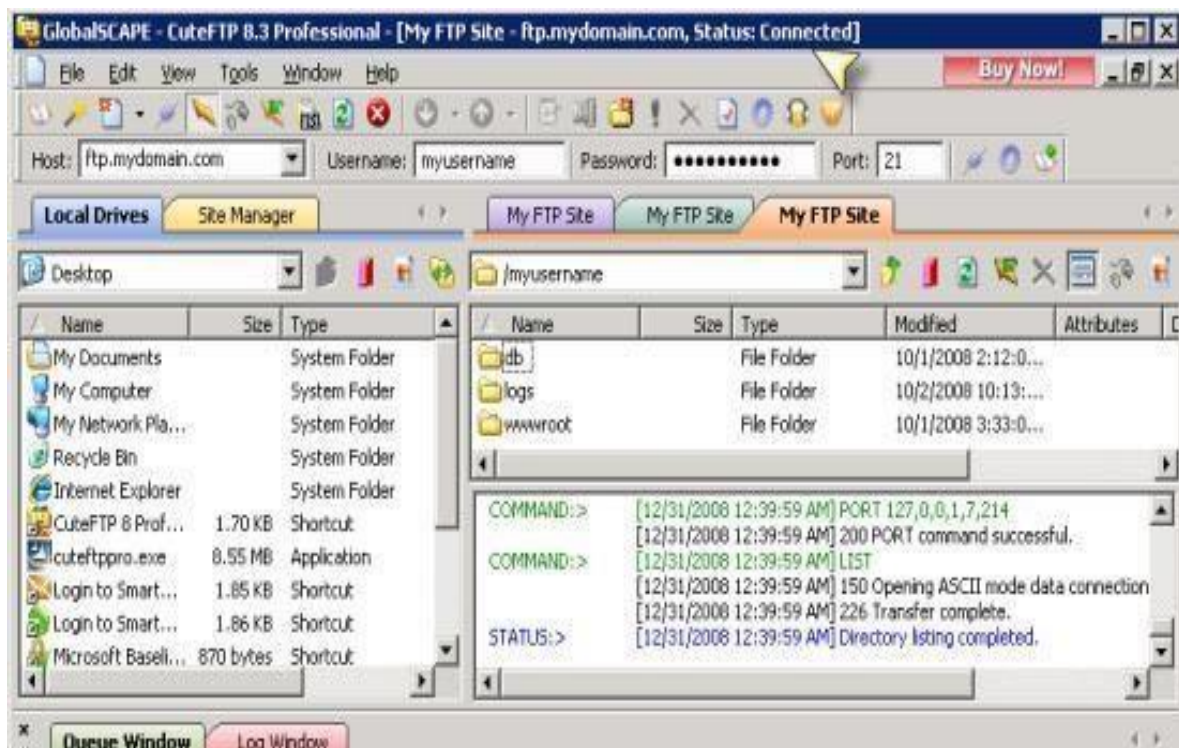 GlobalSCAPE - CuteFTP 8.3 Professional - [My FTP Site - ftp.mydomain.com, Status: Connected]
File Edit View Tools Window Help
Buy Now!
Host: ftp.mydomain.com Username: myusername Password: ●●●●●●●●●● Port: 21
Local Drives Site Manager My FTP Site My FTP Site My FTP Site
Desktop /myusername
Name Size Type
My Documents System Folder
My Computer System Folder
My Network Pla... System Folder
Recycle Bin System Folder
Internet Explorer System Folder
CuteFTP 8 Prof... 1.70 KB Shortcut
cuteftppro.exe 8.55 MB Application
Login to Smart... 1.85 KB Shortcut
Login to Smart... 1.86 KB Shortcut
Microsoft Baseli... 870 bytes Shortcut
Name Size Type Modified Attributes
db File Folder 10/1/2008 2:12:0...
logs File Folder 10/2/2008 10:13:...
wwwroot File Folder 10/1/2008 3:33:0...
COMMAND:> [12/31/2008 12:39:59 AM] PORT 127,0,0,1,7,214
[12/31/2008 12:39:59 AM] 200 PORT command successful.
COMMAND:> [12/31/2008 12:39:59 AM] LIST
[12/31/2008 12:39:59 AM] 150 Opening ASCII mode data connection
[12/31/2008 12:39:59 AM] 226 Transfer complete.
STATUS:> [12/31/2008 12:39:59 AM] Directory listing completed.
Queue Window Log Window